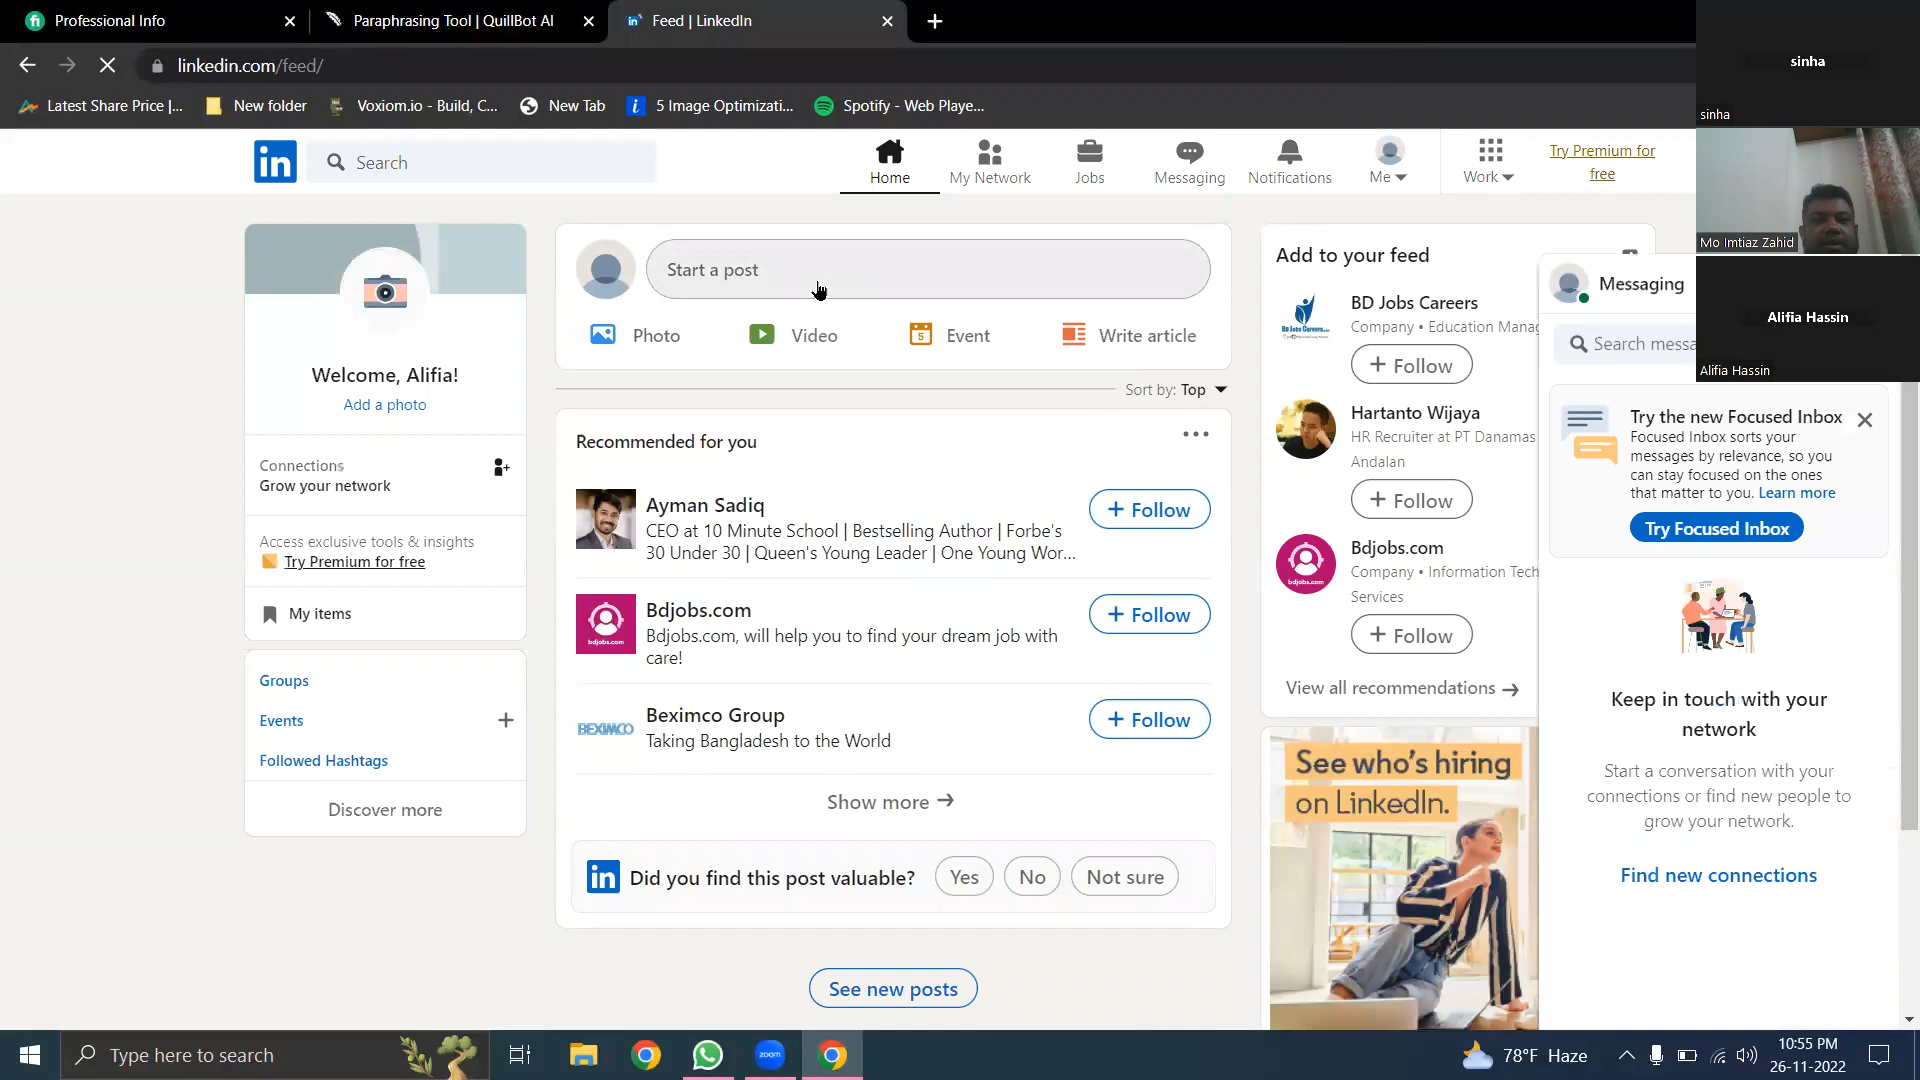 Professional Info
Paraphrasing Tool | QuillBot AI
Feed | LinkedIn
linkedin.com/feed/
Latest Share Price |...
New folder
Voxiom.io - Build, C...
New Tab
5 Image Optimizati...
Spotify - Web Playe...
in
Search
Home
My Network
Jobs
Messaging
Notifications
Me
Work
Try Premium for
free
Welcome, Alifia!
Add a photo
Connections
Grow your network
Access exclusive tools & insights
Try Premium for free
My items
Groups
Events
Followed Hashtags
Discover more
Start a post
Photo
Video
Event
Write article
Sort by: Top
Recommended for you
Ayman Sadiq
CEO at 10 Minute School | Bestselling Author | Forbe's
30 Under 30 | Queen's Young Leader | One Young Wor...
+ Follow
bdjobs.com
Bdjobs.com
Bdjobs.com, will help you to find your dream job with
care!
+ Follow
BEXIMCO
Beximco Group
Taking Bangladesh to the World
+ Follow
Show more
in
Did you find this post valuable?
Yes
No
Not sure
See new posts
Add to your feed
BD Jobs Careers
Company • Education Manag
+ Follow
Hartanto Wijaya
HR Recruiter at PT Danamas
Andalan
+ Follow
bdjobs.com
Bdjobs.com
Company • Information Tech
Services
+ Follow
View all recommendations
See who's hiring
on LinkedIn.
Messaging
Search messa
Try the new Focused Inbox
Focused Inbox sorts your
messages by relevance, so you
can stay focused on the ones
that matter to you. Learn more
Try Focused Inbox
Keep in touch with your
network
Start a conversation with your
connections or find new people to
grow your network.
Find new connections
sinha
sinha
Mo Imtiaz Zahid
Alifia Hassin
Alifia Hassin
Type here to search
zoom
78°F Haze
10:55 PM
26-11-2022